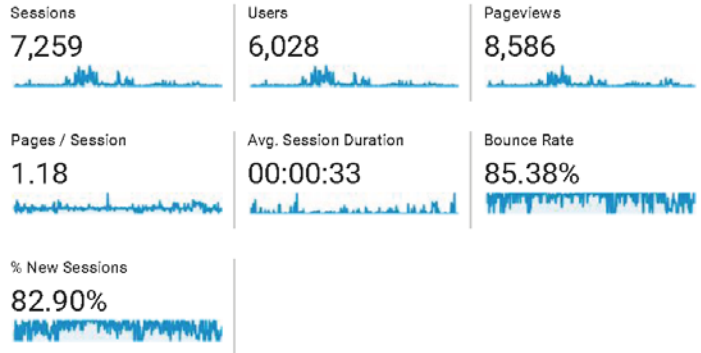 Sessions
7,259
Users
6,028
Pageviews
8,586
Pages / Session
1.18
Avg. Session Duration
00:00:33
Bounce Rate
85.38%
% New Sessions
82.90%